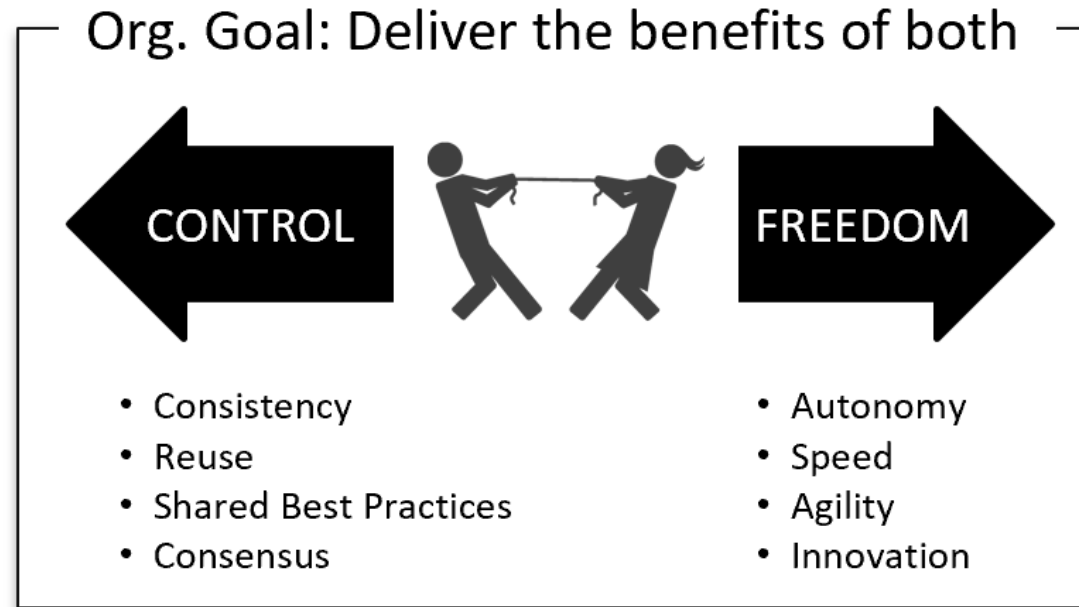 Org. Goal: Deliver the benefits of both
CONTROL
FREEDOM
• Consistency
• Reuse
• Shared Best Practices
• Consensus
• Autonomy
• Speed
• Agility
• Innovation